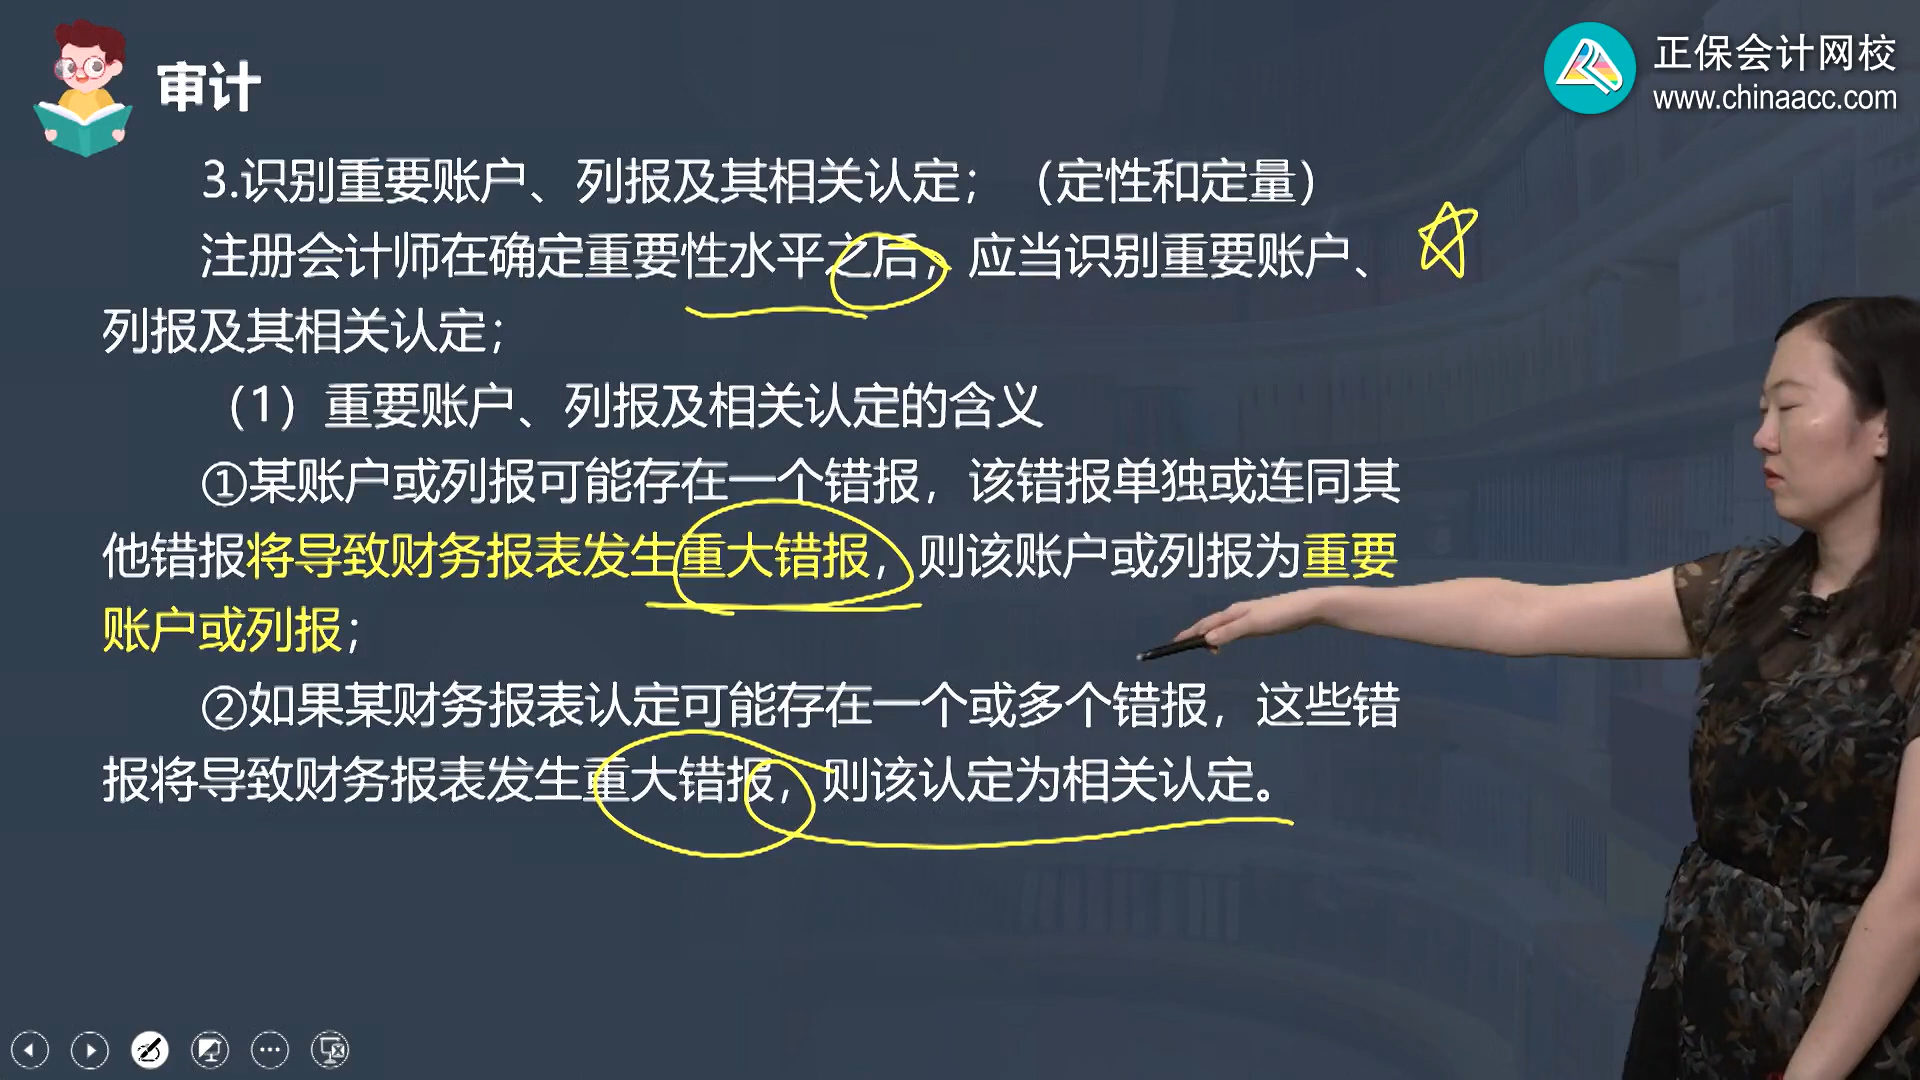 审计
正保会计网校
www.chinaacc.com
3.识别重要账户、列报及其相关认定；（定性和定量）
注册会计师在确定重要性水平之后，应当识别重要账户、
列报及其相关认定；
（1）重要账户、列报及相关认定的含义
①某账户或列报可能存在一个错报，该错报单独或连同其
他错报将导致财务报表发生重大错报，则该账户或列报为重要
账户或列报；
②如果某财务报表认定可能存在一个或多个错报，这些错
报将导致财务报表发生重大错报，则该认定为相关认定。